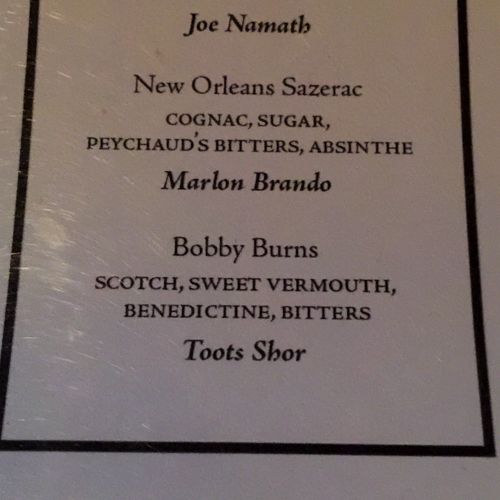 Joe Namath
New Orleans Sazerac
COGNAC, SUGAR,
PEYCHAUD'S BITTERS, ABSINTHE
Marlon Brando
Bobby Burns
SCOTCH, SWEET VERMOUTH,
BENEDICTINE, BITTERS
Toots Shor